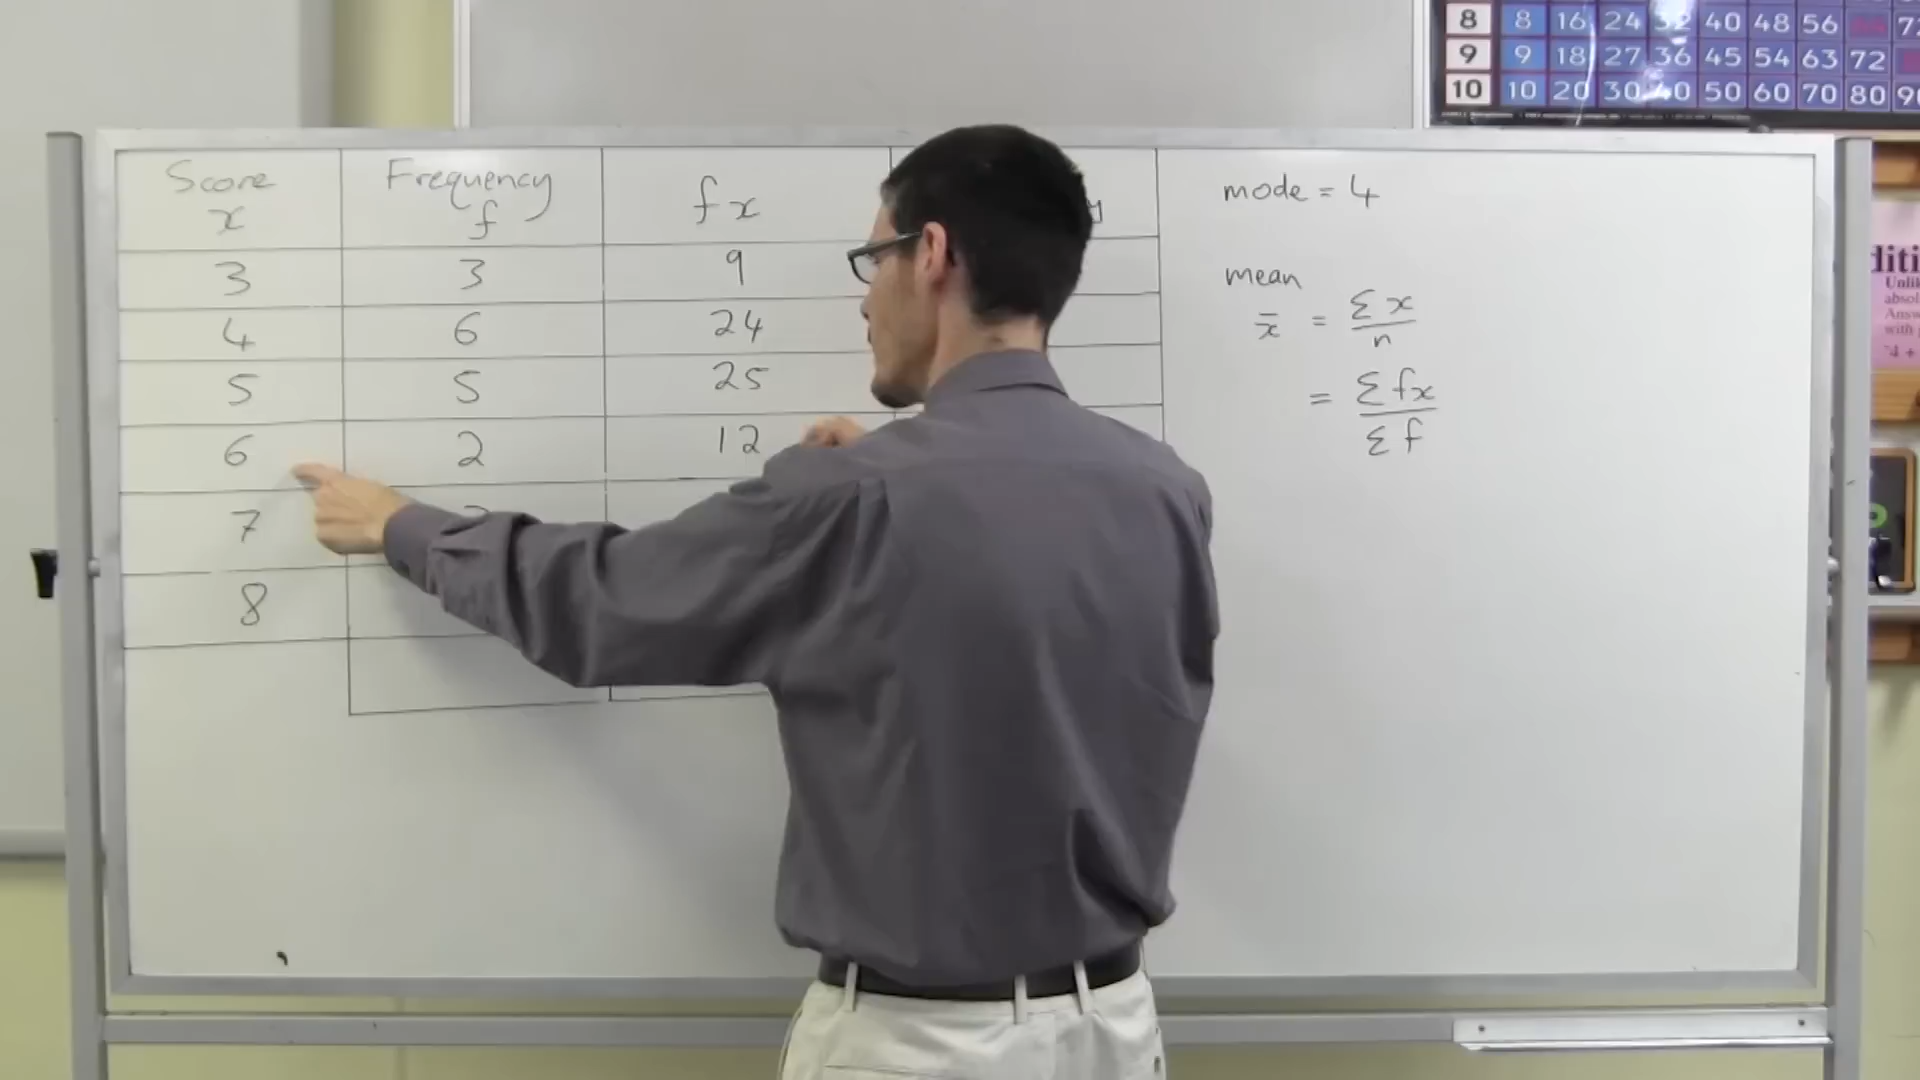 8 8 16 24 32 40 48 56
9 9 18 27 36 45 54 63 72
10 10 20 30 40 50 60 70 80
Score Frequency fx
x f
3 3 9
4 6 24
5 5 25
6 2 12
7
8
mode = 4
mean
x̄ = Σx
n
= Σfx
Σf